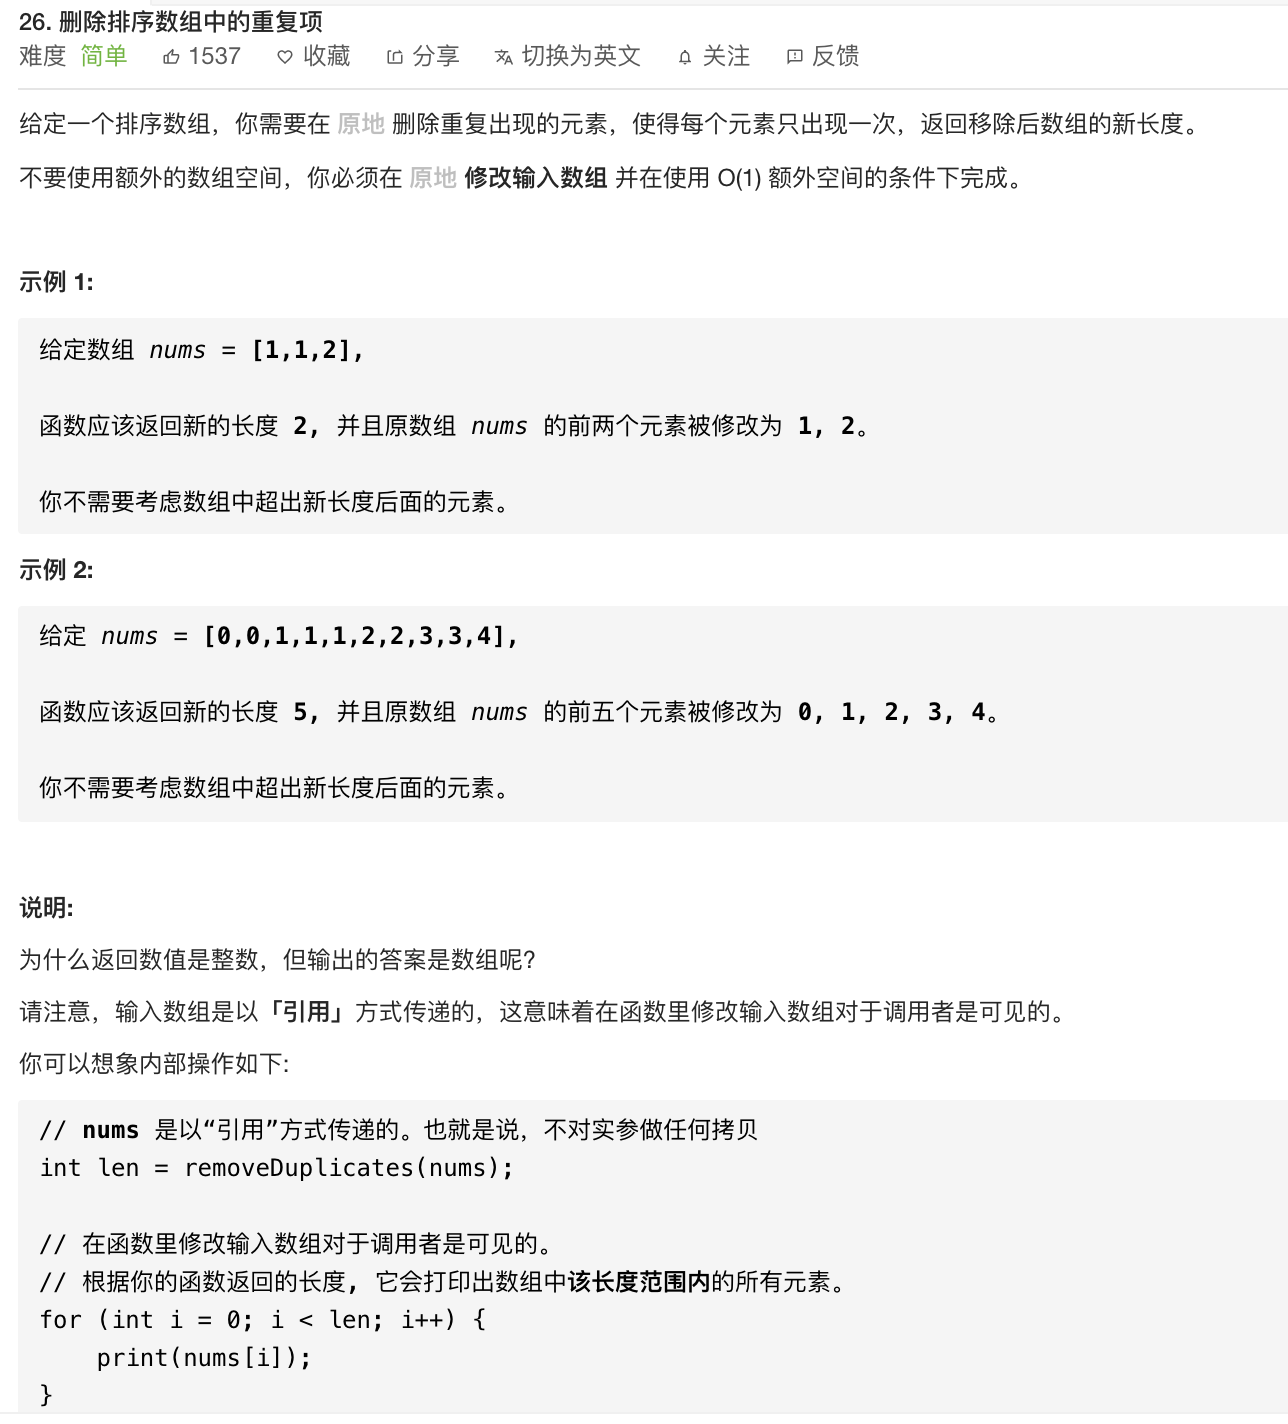 26. 删除排序数组中的重复项
难度 简单 1537 收藏 分享 切换为英文 关注 反馈
给定一个排序数组，你需要在 原地 删除重复出现的元素，使得每个元素只出现一次，返回移除后数组的新长度。
不要使用额外的数组空间，你必须在 原地 修改输入数组 并在使用 O(1) 额外空间的条件下完成。
示例 1:
给定数组 nums = [1,1,2],
函数应该返回新的长度 2, 并且原数组 nums 的前两个元素被修改为 1, 2。
你不需要考虑数组中超出新长度后面的元素。
示例 2:
给定 nums = [0,0,1,1,1,2,2,3,3,4],
函数应该返回新的长度 5, 并且原数组 nums 的前五个元素被修改为 0, 1, 2, 3, 4。
你不需要考虑数组中超出新长度后面的元素。
说明:
为什么返回数值是整数，但输出的答案是数组呢?
请注意，输入数组是以「引用」方式传递的，这意味着在函数里修改输入数组对于调用者是可见的。
你可以想象内部操作如下:
// nums 是以“引用”方式传递的。也就是说，不对实参做任何拷贝
int len = removeDuplicates(nums);
// 在函数里修改输入数组对于调用者是可见的。
// 根据你的函数返回的长度, 它会打印出数组中该长度范围内的所有元素。
for (int i = 0; i < len; i++) {
    print(nums[i]);
}